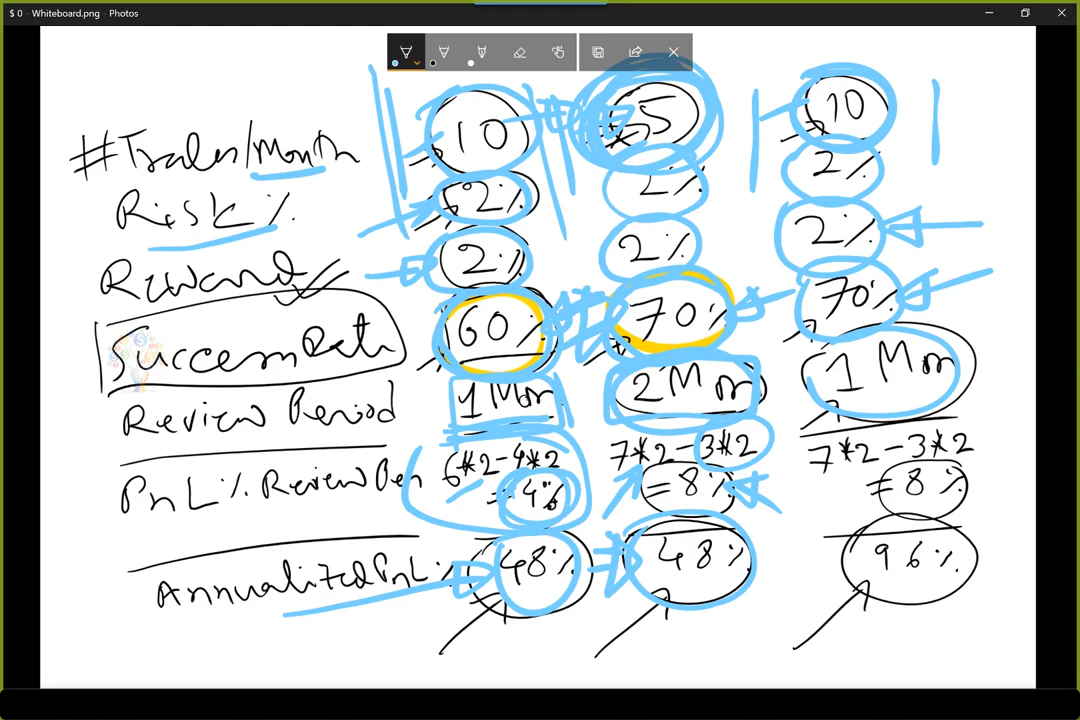 $ 0 - Whiteboard.png - Photos
#Trades/Month 10 5 10
Risk % 2% 2% 2%
Reward 2% 2% 2%
Success Rate 60% 70% 70%
Review Period 1 Mon 2 Mon 1 Mon
PnL% Review Per 6*2-4*2 7*2-3*2 7*2-3*2
= 4% = 8% = 8%
Annualized PnL% 48% 48% 96%